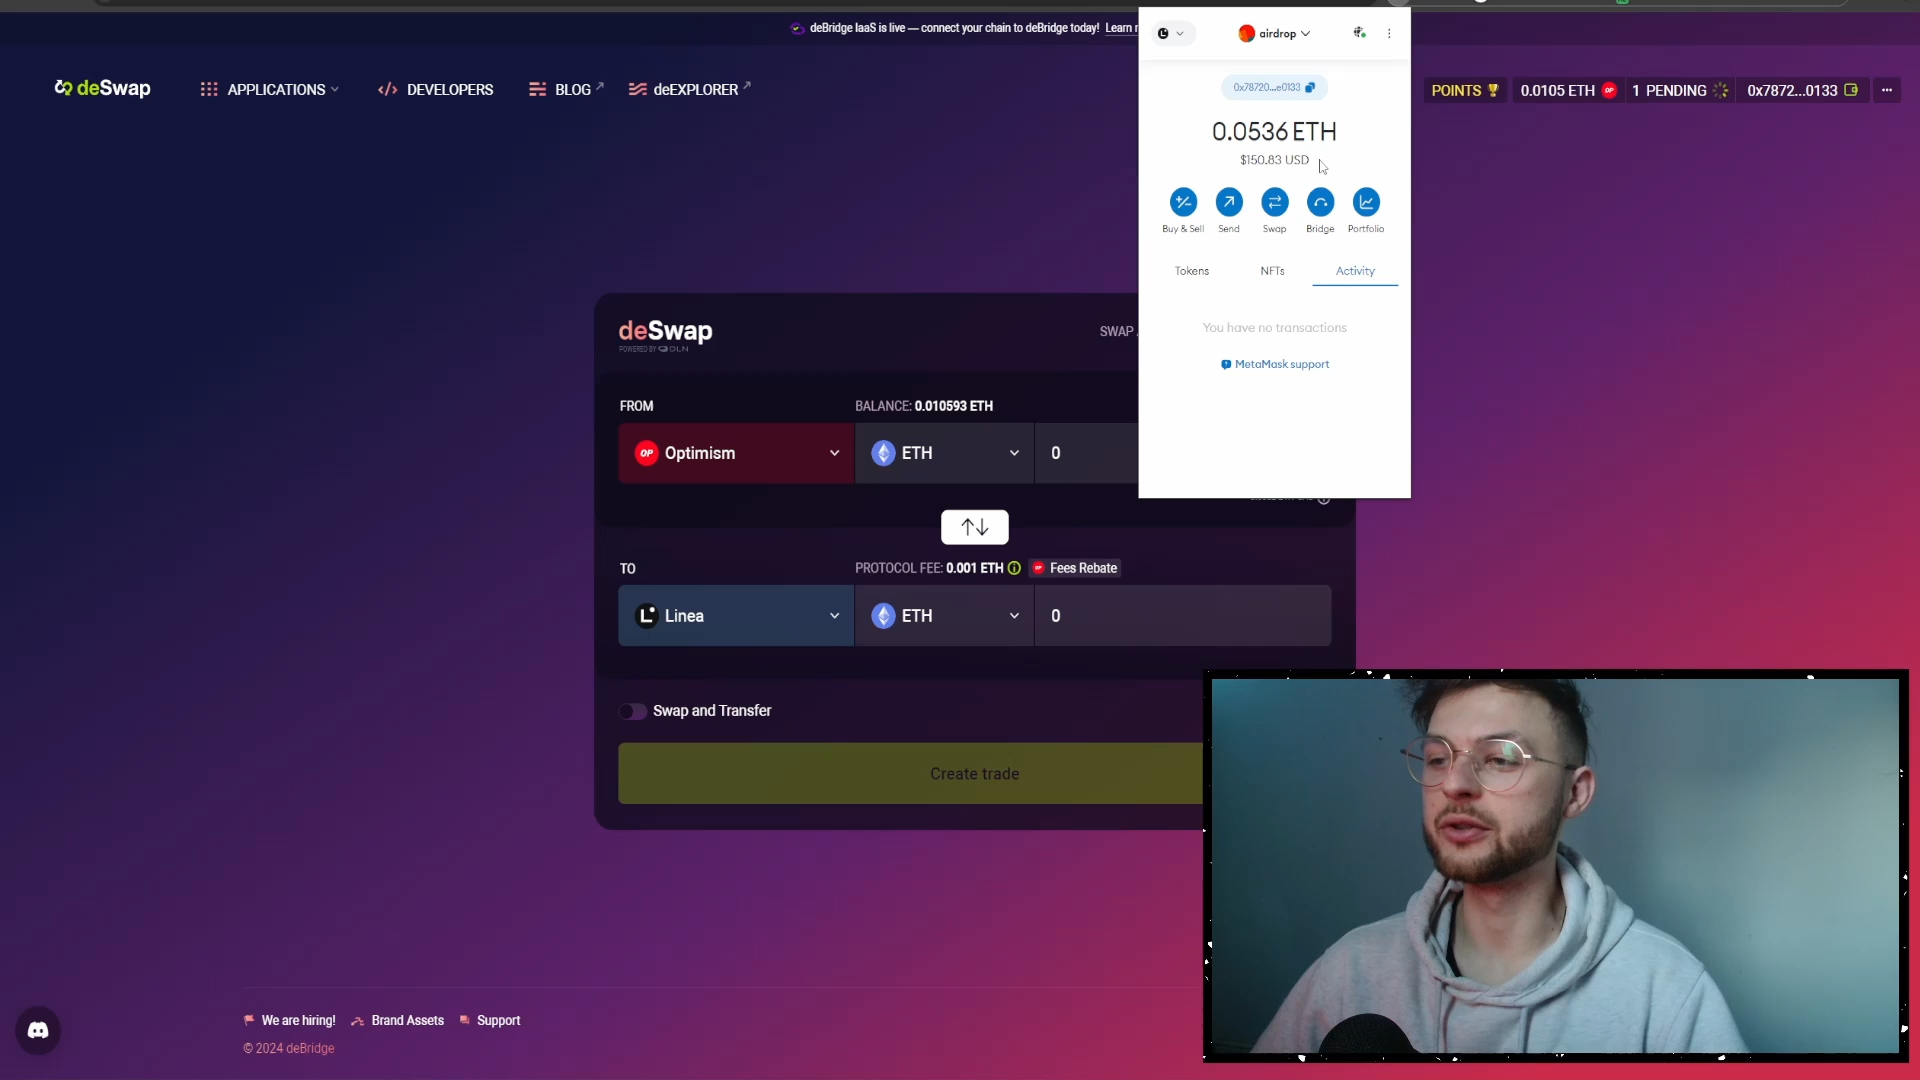 deBridge IaaS is live — connect your chain to deBridge today! Learn
airdrop
deSwap
APPLICATIONS
DEVELOPERS
BLOG
deEXPLORER
0x78720...e0133
POINTS
0.0105 ETH
1 PENDING
0x7872...0133
0.0536 ETH
$150.83 USD
Buy & Sell
Send
Swap
Bridge
Portfolio
Tokens
NFTs
Activity
You have no transactions
MetaMask support
deSwap
POWERED BY DLN
SWAP
FROM
BALANCE: 0.010593 ETH
OP Optimism
ETH
0
TO
PROTOCOL FEE: 0.001 ETH
Fees Rebate
Linea
ETH
0
Swap and Transfer
Create trade
We are hiring!
Brand Assets
Support
© 2024 deBridge